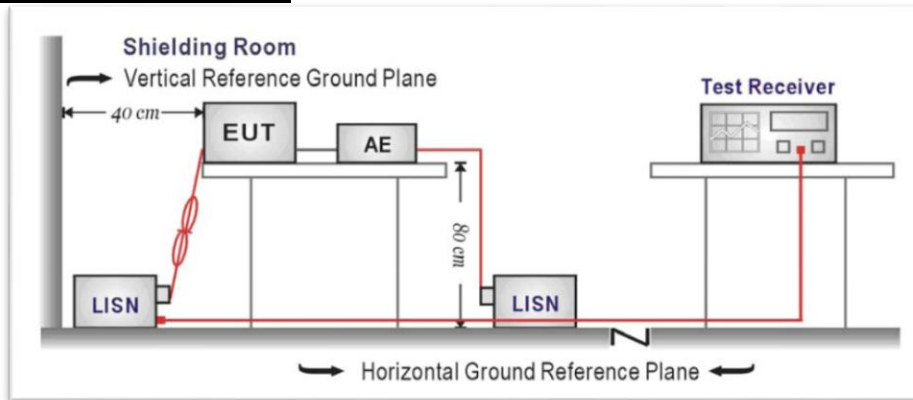 Shielding Room
Vertical Reference Ground Plane
40 cm
EUT
AE
Test Receiver
80 cm
LISN
LISN
Horizontal Ground Reference Plane